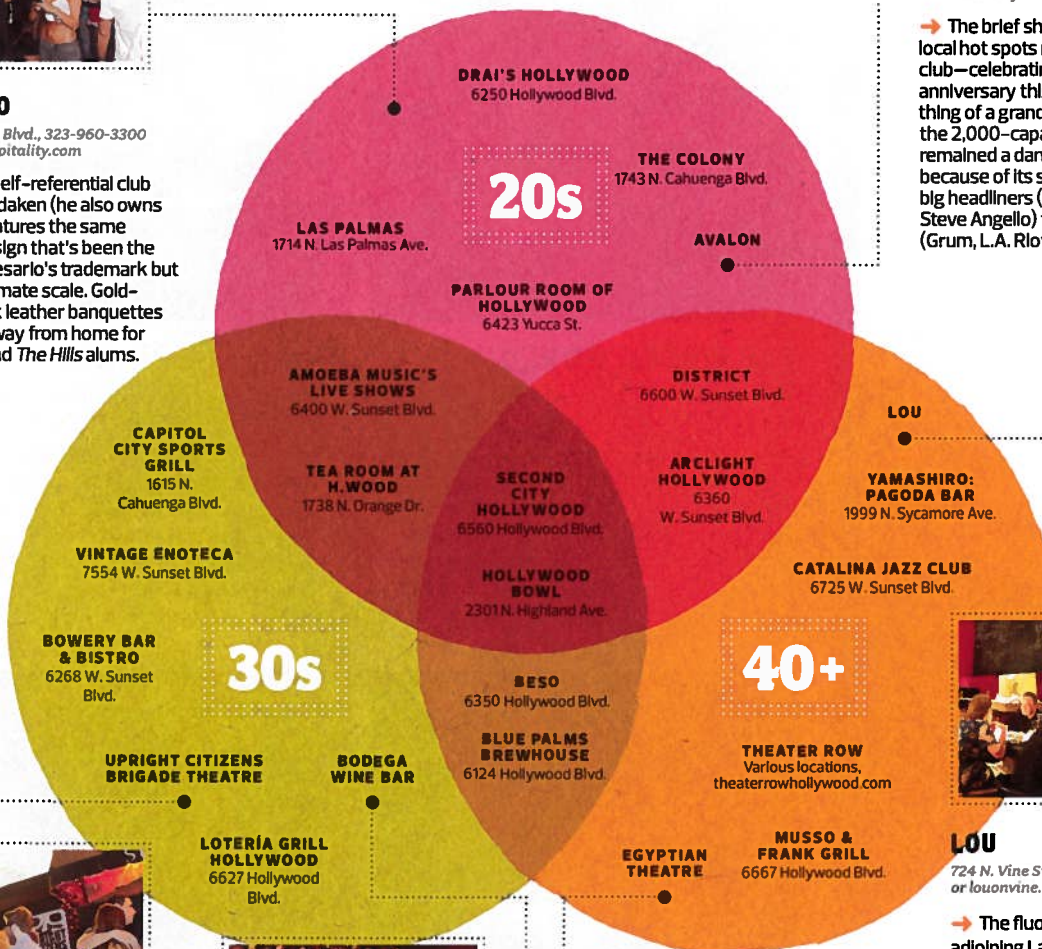 O
Blvd., 323-960-3300
pitality.com
elf-referential club
daken (he also owns
atures the same
sign that's been the
esario's trademark but
mate scale. Gold-
leather banquettes
way from home for
nd The Hills alums.
➔ The brief sh
local hot spots
club—celebrati
anniversary thi
thing of a grand
the 2,000-capa
remained a dan
because of its s
big headliners (
Steve Angello)
(Grum, L.A. Rio
DRAI'S HOLLYWOOD
6250 Hollywood Blvd.
20s
THE COLONY
1743 N. Cahuenga Blvd.
LAS PALMAS
1714 N. Las Palmas Ave.
AVALON
PARLOUR ROOM OF
HOLLYWOOD
6423 Yucca St.
AMOEBA MUSIC'S
LIVE SHOWS
6400 W. Sunset Blvd.
TEA ROOM AT
H.WOOD
1738 N. Orange Dr.
DISTRICT
6600 W. Sunset Blvd.
ARCLIGHT
HOLLYWOOD
6360
W. Sunset Blvd.
SECOND
CITY
HOLLYWOOD
6560 Hollywood Blvd.
HOLLYWOOD
BOWL
2301 N. Highland Ave.
CAPITOL
CITY SPORTS
GRILL
1615 N.
Cahuenga Blvd.
VINTAGE ENOTECA
7554 W. Sunset Blvd.
BOWERY BAR
& BISTRO
6268 W. Sunset
Blvd.
30s
UPRIGHT CITIZENS
BRIGADE THEATRE
BODEGA
WINE BAR
LOTERÍA GRILL
HOLLYWOOD
6627 Hollywood
Blvd.
BESO
6350 Hollywood Blvd.
BLUE PALMS
BREWHOUSE
6124 Hollywood Blvd.
LOU
YAMASHIRO:
PAGODA BAR
1999 N. Sycamore Ave.
CATALINA JAZZ CLUB
6725 W. Sunset Blvd.
40+
THEATER ROW
Various locations,
theaterrowhollywood.com
EGYPTIAN
THEATRE
MUSSO &
FRANK GRILL
6667 Hollywood Blvd.
LOU
724 N. Vine S
or louonvine.
➔ The fluo
adjoining La